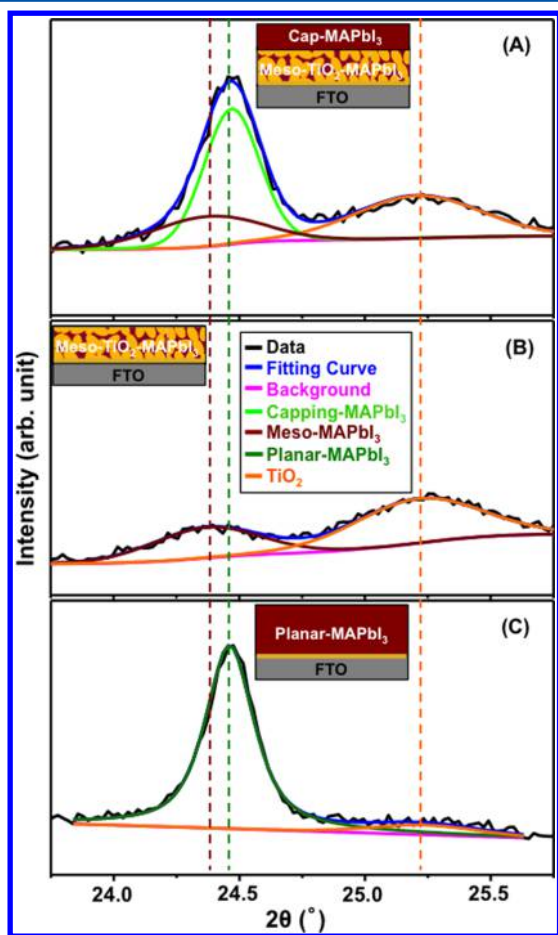 (A)
Cap-MAPbI₃
Meso-TiO₂-MAPbI₃
FTO
(B)
Meso-TiO₂-MAPbI₃
FTO
Data
Fitting Curve
Background
Capping-MAPbI₃
Meso-MAPbI₃
Planar-MAPbI₃
TiO₂
Intensity (arb. unit)
(C)
Planar-MAPbI₃
FTO
24.0 24.5 25.0 25.5
2θ (°)